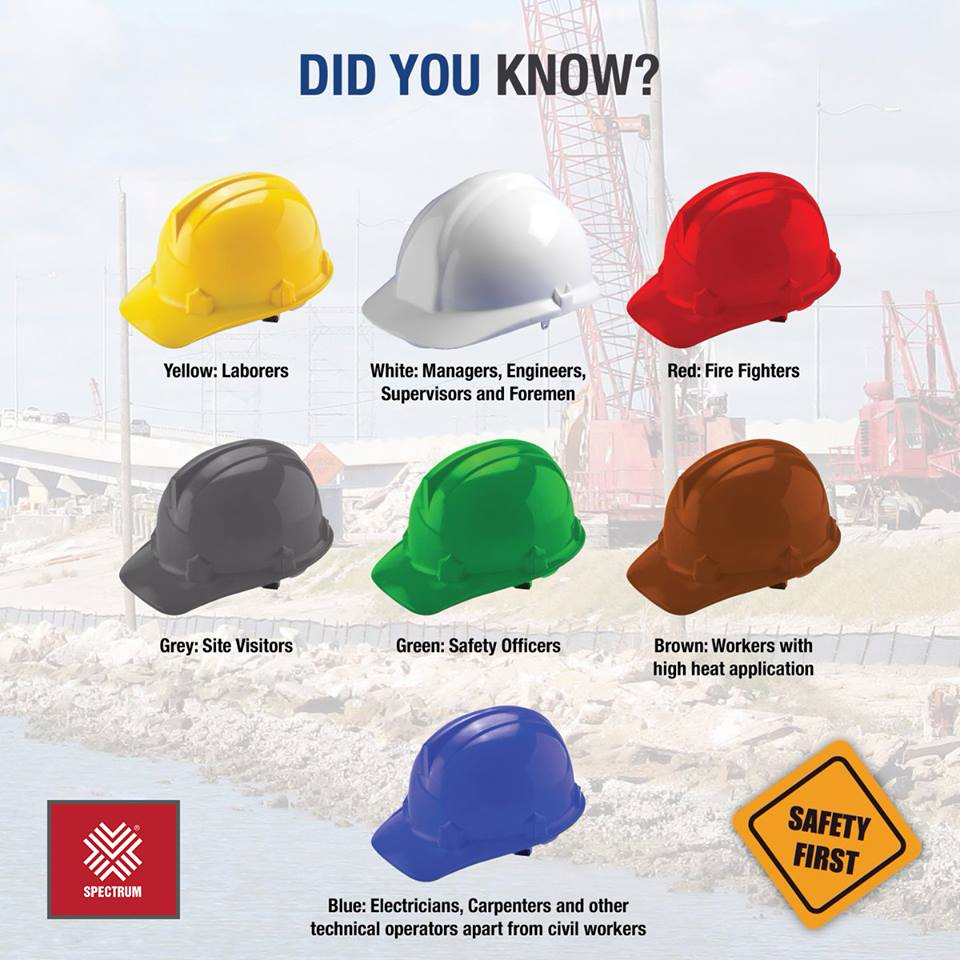 DID YOU KNOW?
Yellow: Laborers
White: Managers, Engineers,
Supervisors and Foremen
Red: Fire Fighters
Grey: Site Visitors
Green: Safety Officers
Brown: Workers with
high heat application
Blue: Electricians, Carpenters and other
technical operators apart from civil workers
®
SPECTRUM
SAFETY
FIRST